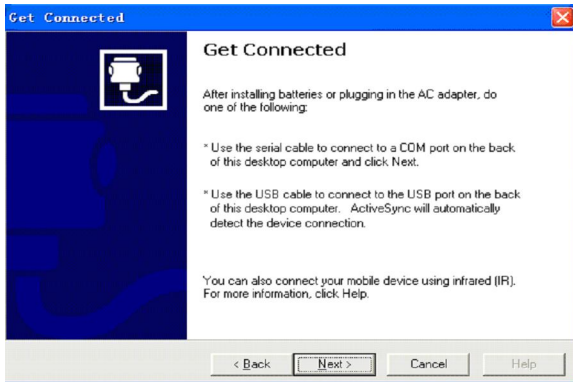 Get Connected
Get Connected
After installing batteries or plugging in the AC adapter, do
one of the following:
* Use the serial cable to connect to a COM port on the back
of this desktop computer and click Next.
* Use the USB cable to connect to the USB port on the back
of this desktop computer. ActiveSync will automatically
detect the device connection.
You can also connect your mobile device using infrared (IR).
For more information, click Help.
< Back Next > Cancel Help